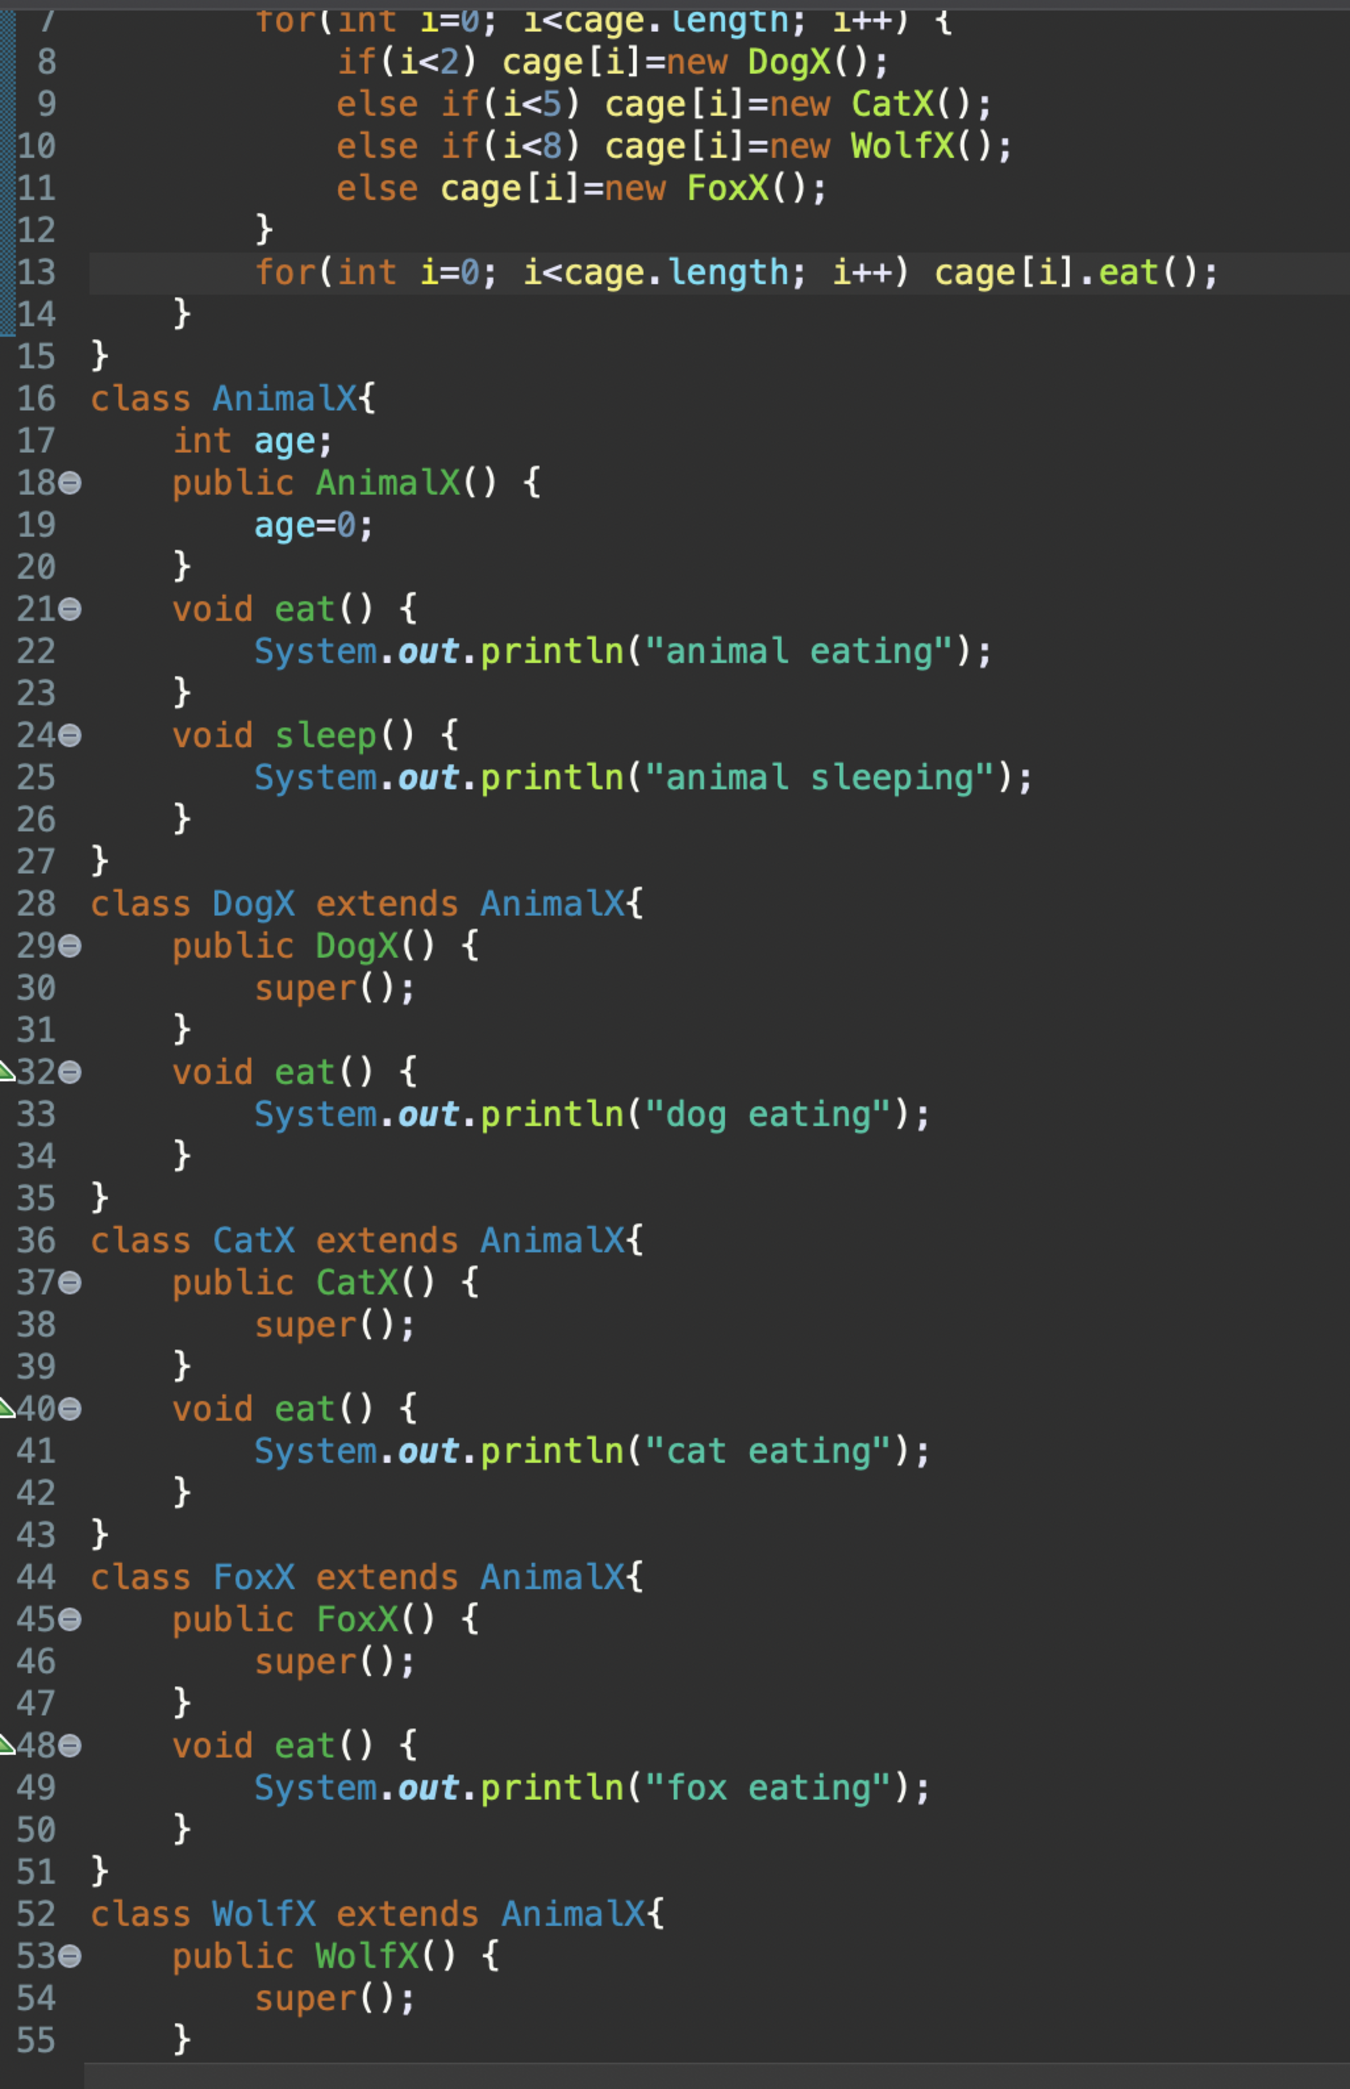 7 for(int i=0; i<cage.length; i++) {
8 if(i<2) cage[i]=new DogX();
9 else if(i<5) cage[i]=new CatX();
10 else if(i<8) cage[i]=new WolfX();
11 else cage[i]=new FoxX();
12 }
13 for(int i=0; i<cage.length; i++) cage[i].eat();
14 }
15 }
16 class AnimalX{
17 int age;
18 public AnimalX() {
19 age=0;
20 }
21 void eat() {
22 System.out.println("animal eating");
23 }
24 void sleep() {
25 System.out.println("animal sleeping");
26 }
27 }
28 class DogX extends AnimalX{
29 public DogX() {
30 super();
31 }
32 void eat() {
33 System.out.println("dog eating");
34 }
35 }
36 class CatX extends AnimalX{
37 public CatX() {
38 super();
39 }
40 void eat() {
41 System.out.println("cat eating");
42 }
43 }
44 class FoxX extends AnimalX{
45 public FoxX() {
46 super();
47 }
48 void eat() {
49 System.out.println("fox eating");
50 }
51 }
52 class WolfX extends AnimalX{
53 public WolfX() {
54 super();
55 }